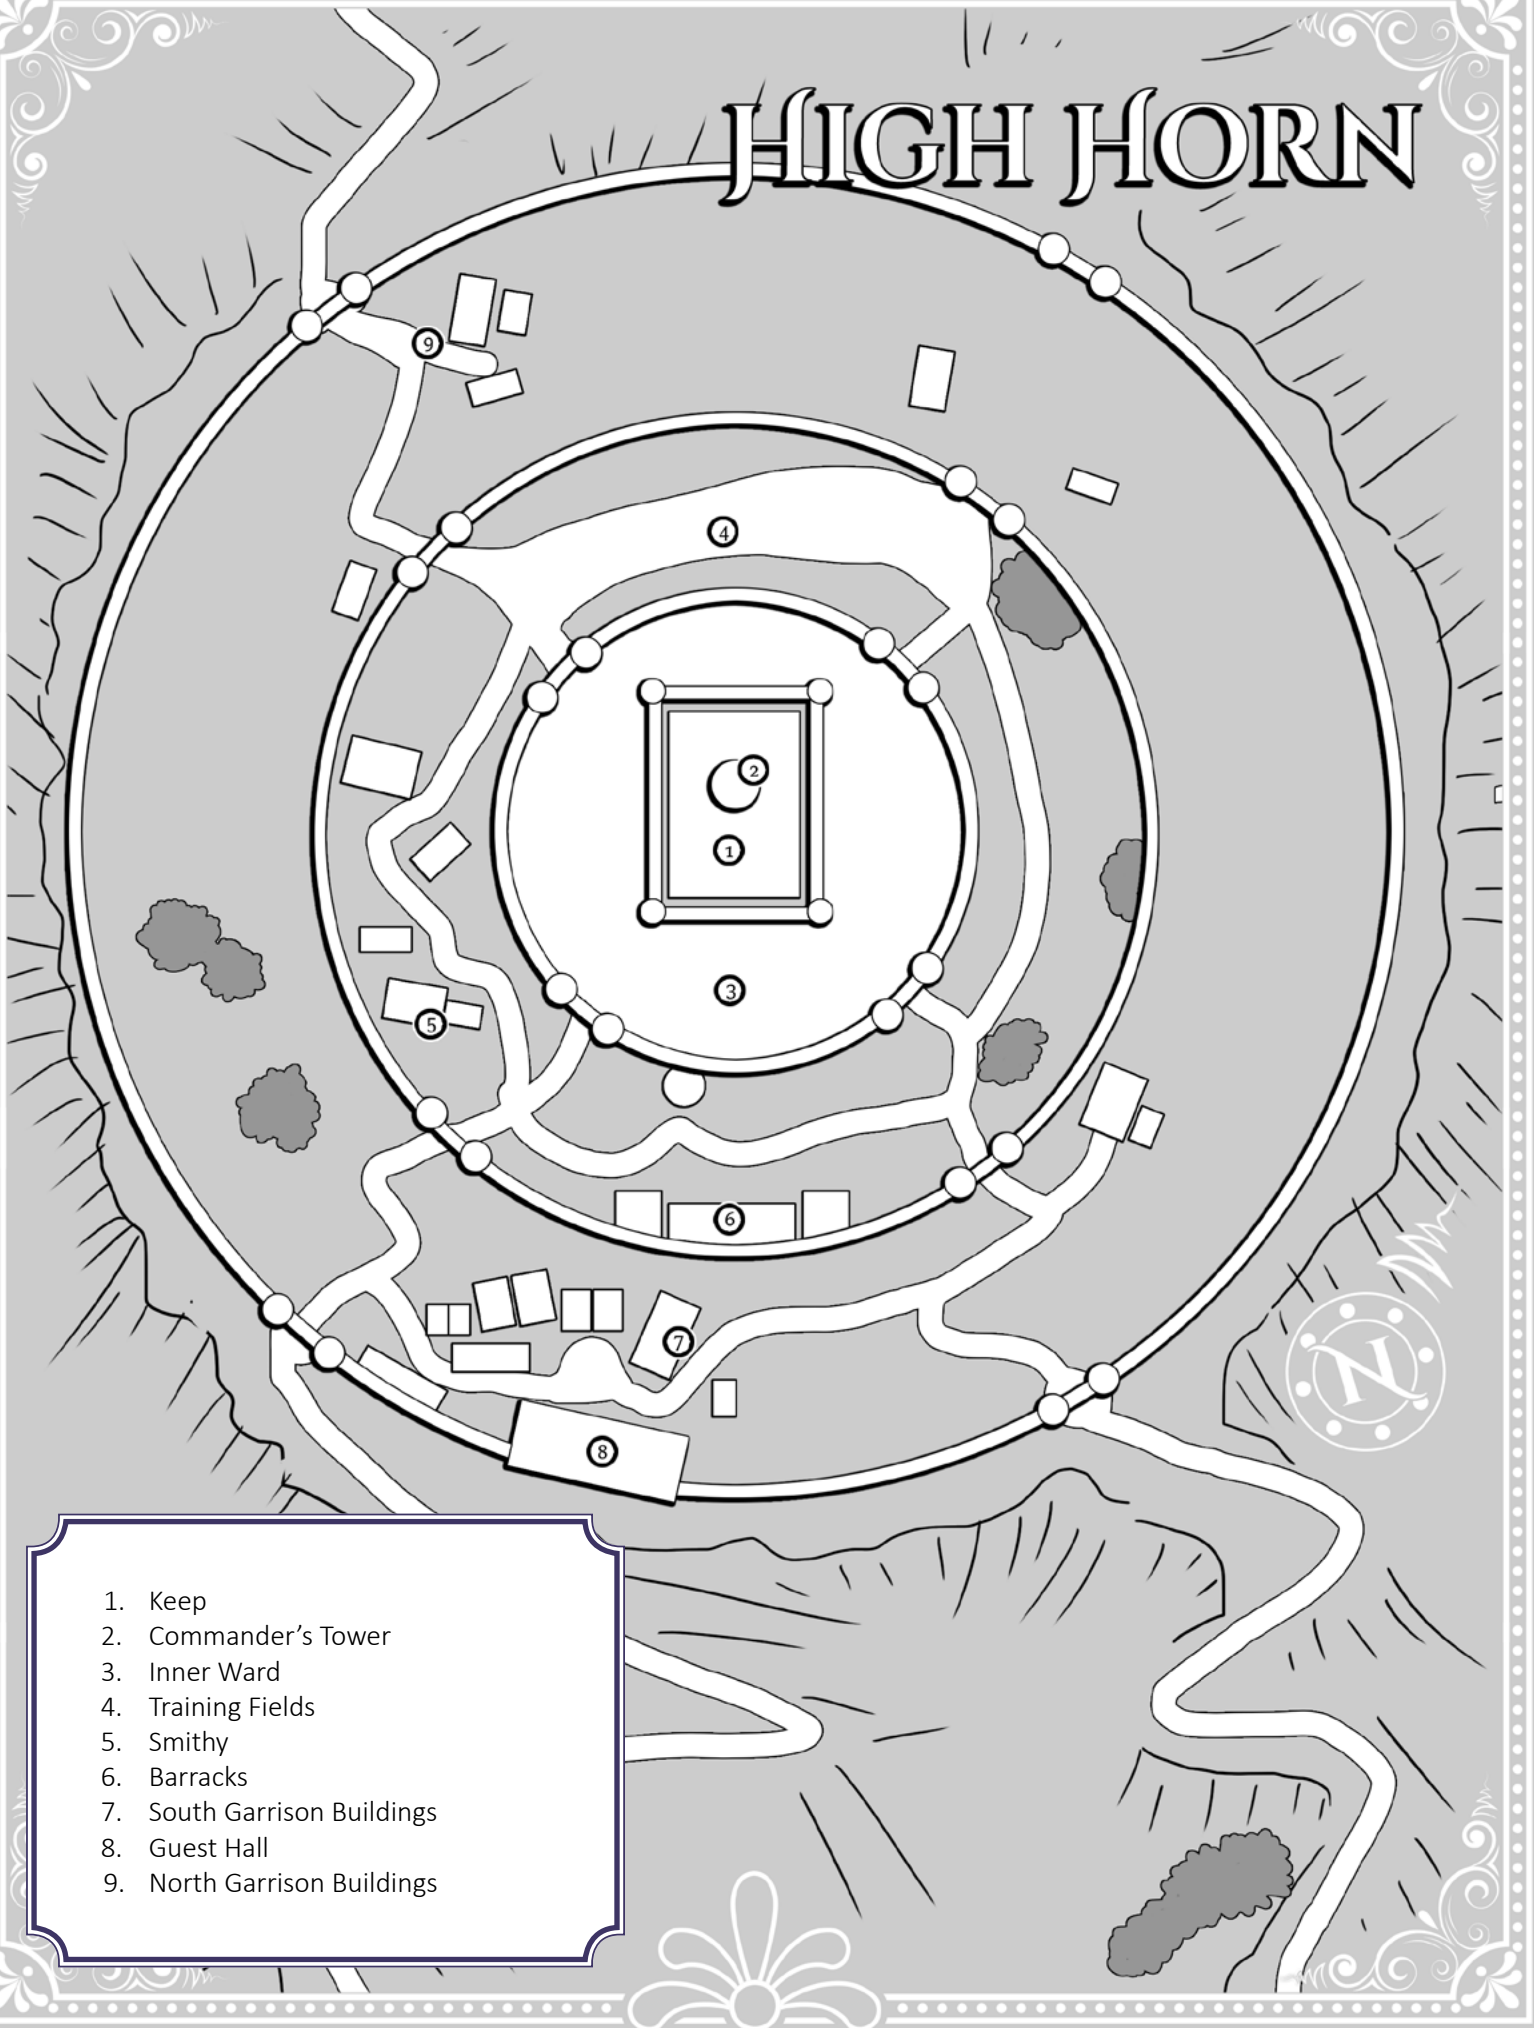 HIGH HORN
9
4
2
1
3
5
6
7
8
N
1. Keep
2. Commander's Tower
3. Inner Ward
4. Training Fields
5. Smithy
6. Barracks
7. South Garrison Buildings
8. Guest Hall
9. North Garrison Buildings